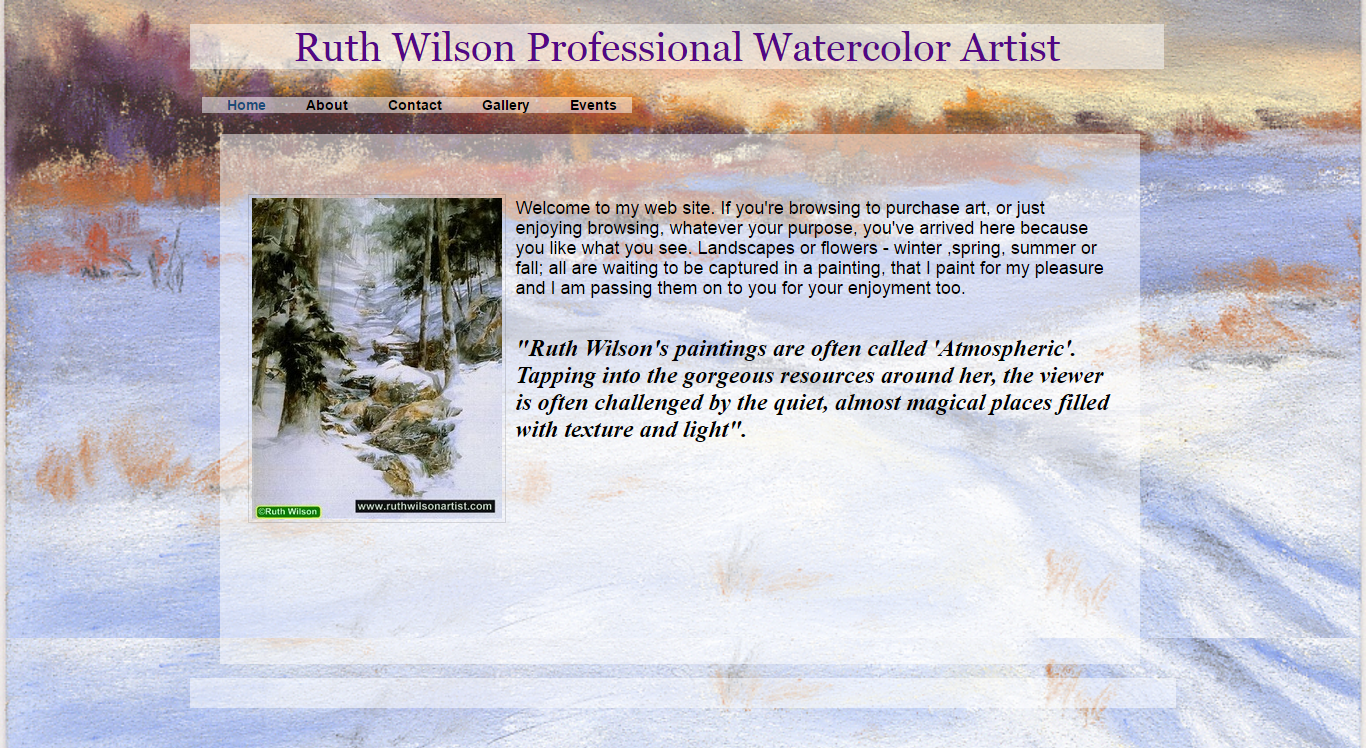 Ruth Wilson Professional Watercolor Artist
Home About Contact Gallery Events
Welcome to my web site. If you're browsing to purchase art, or just
enjoying browsing, whatever your purpose, you've arrived here because
you like what you see. Landscapes or flowers - winter ,spring, summer or
fall; all are waiting to be captured in a painting, that I paint for my pleasure
and I am passing them on to you for your enjoyment too.
"Ruth Wilson's paintings are often called 'Atmospheric'.
Tapping into the gorgeous resources around her, the viewer
is often challenged by the quiet, almost magical places filled
with texture and light".
©Ruth Wilson
www.ruthwilsonartist.com